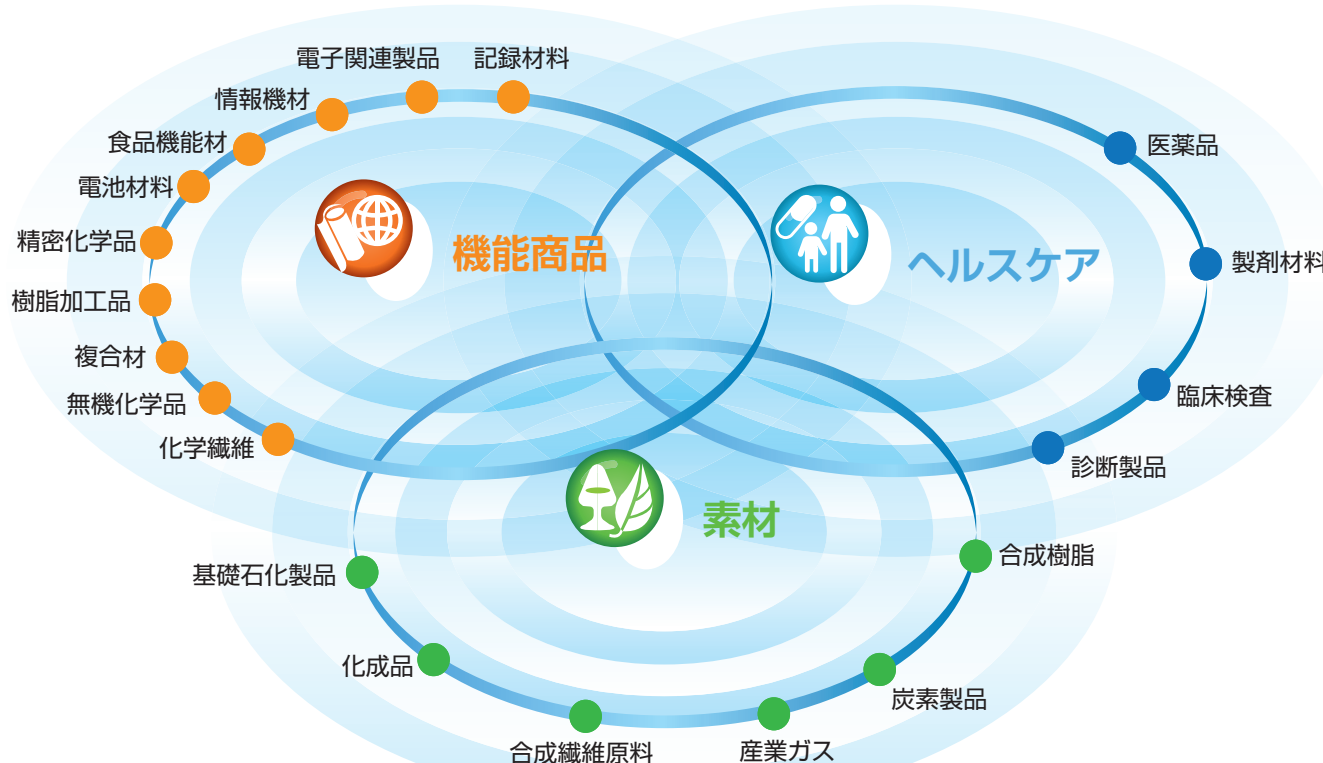 電子関連製品
記録材料
情報機材
食品機能材
電池材料
精密化学品
樹脂加工品
複合材
無機化学品
化学繊維
機能商品
ヘルスケア
医薬品
製剤材料
臨床検査
診断製品
素材
基礎石化製品
化成品
合成繊維原料
産業ガス
炭素製品
合成樹脂